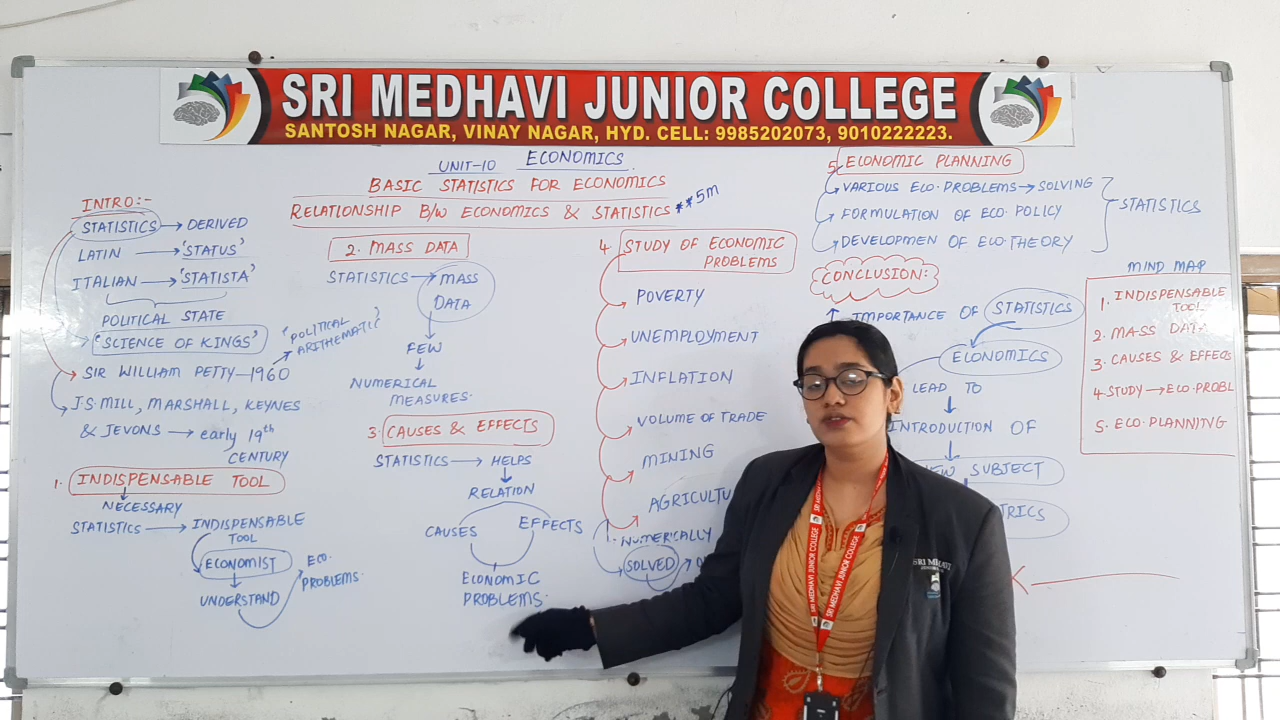 SRI MEDHAVI JUNIOR COLLEGE
SANTOSH NAGAR, VINAY NAGAR, HYD. CELL: 9985202073, 9010222223.
UNIT-10 ECONOMICS
BASIC STATISTICS FOR ECONOMICS
RELATIONSHIP B/W ECONOMICS & STATISTICS **5m
INTRO:-
STATISTICS → DERIVED
LATIN → 'STATUS'
ITALIAN → 'STATISTA'
POLITICAL STATE
'SCIENCE OF KINGS'
'POLITICAL
ARITHEMATIC'
SIR WILLIAM PETTY-1960
J.S.MILL, MARSHALL, KEYNES
& JEVONS → early 19th
CENTURY
1. INDISPENSABLE TOOL
NECESSARY
STATISTICS → INDISPENSABLE
TOOL
ECONOMIST
UNDERSTAND
ECO.
PROBLEMS.
2. MASS DATA
STATISTICS → MASS
DATA
FEW
NUMERICAL
MEASURES.
3. CAUSES & EFFECTS
STATISTICS → HELPS
RELATION
CAUSES EFFECTS
ECONOMIC
PROBLEMS.
4. STUDY OF ECONOMIC
PROBLEMS
POVERTY
UNEMPLOYMENT
INFLATION
VOLUME OF TRADE
MINING
AGRICULTU
NUMERICALLY
SOLVED
5. ECONOMIC PLANNING
VARIOUS ECO.PROBLEMS → SOLVING
FORMULATION OF ECO. POLICY
DEVELOPMEN OF ECO.THEORY
STATISTICS
CONCLUSION:
IMPORTANCE OF STATISTICS
ECONOMICS
LEAD TO
INTRODUCTION OF
NEW SUBJECT
TRICS
MIND MAP
1. INDISPENSABLE
TOOL
2. MASS DATA
3. CAUSES & EFFECS
4 STUDY → ECO.PROBL
5. ECO.PLANNING
SRI MEDHAVI JUNIOR COLLEGE
SRI MEDHAVI